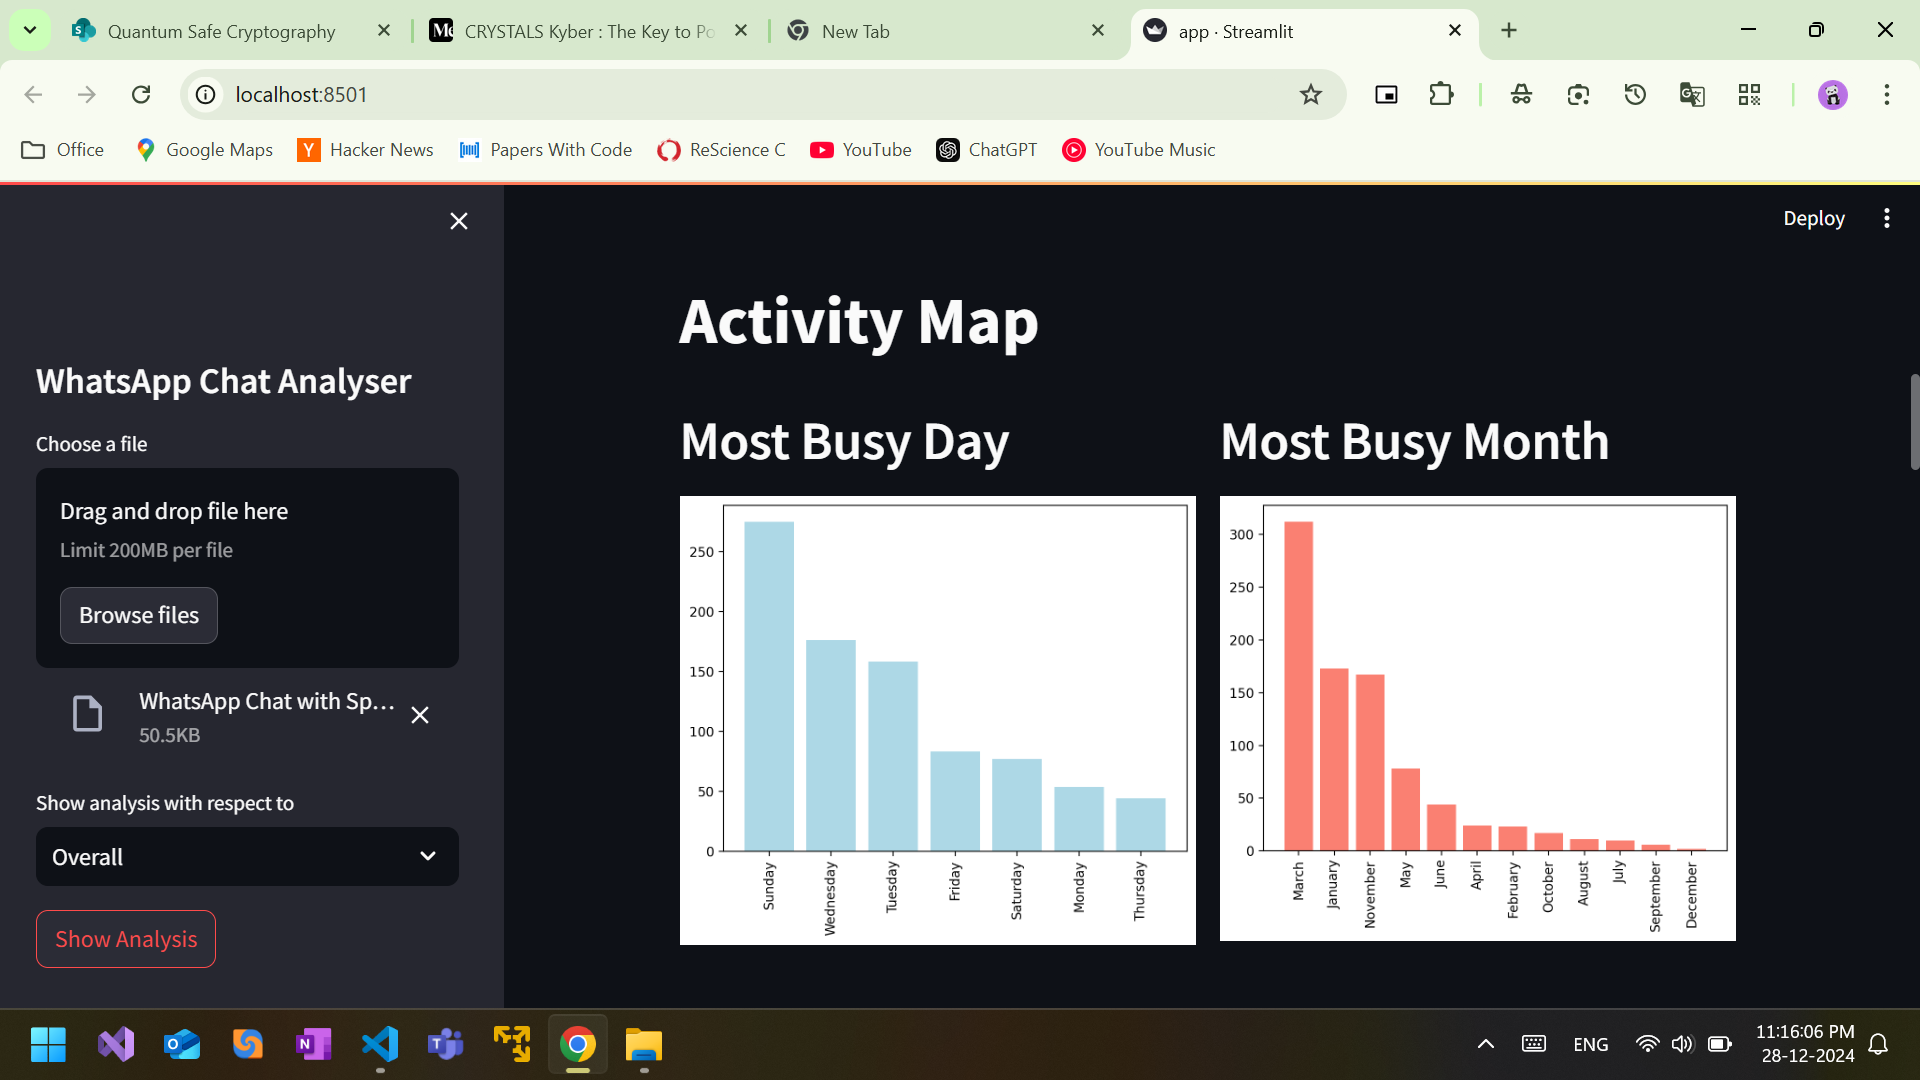 Quantum Safe Cryptography
CRYSTALS Kyber : The Key to Po
New Tab
app · Streamlit
localhost:8501
Office
Google Maps
Hacker News
Papers With Code
ReScience C
YouTube
ChatGPT
YouTube Music
Deploy
WhatsApp Chat Analyser
Choose a file
Drag and drop file here
Limit 200MB per file
Browse files
WhatsApp Chat with Sp...
50.5KB
Show analysis with respect to
Overall
Show Analysis
Activity Map
Most Busy Day
250
200
150
100
50
0
Sunday
Wednesday
Tuesday
Friday
Saturday
Monday
Thursday
Most Busy Month
300
250
200
150
100
50
0
March
January
November
May
June
April
February
October
August
July
September
December
ENG
11:16:06 PM
28-12-2024